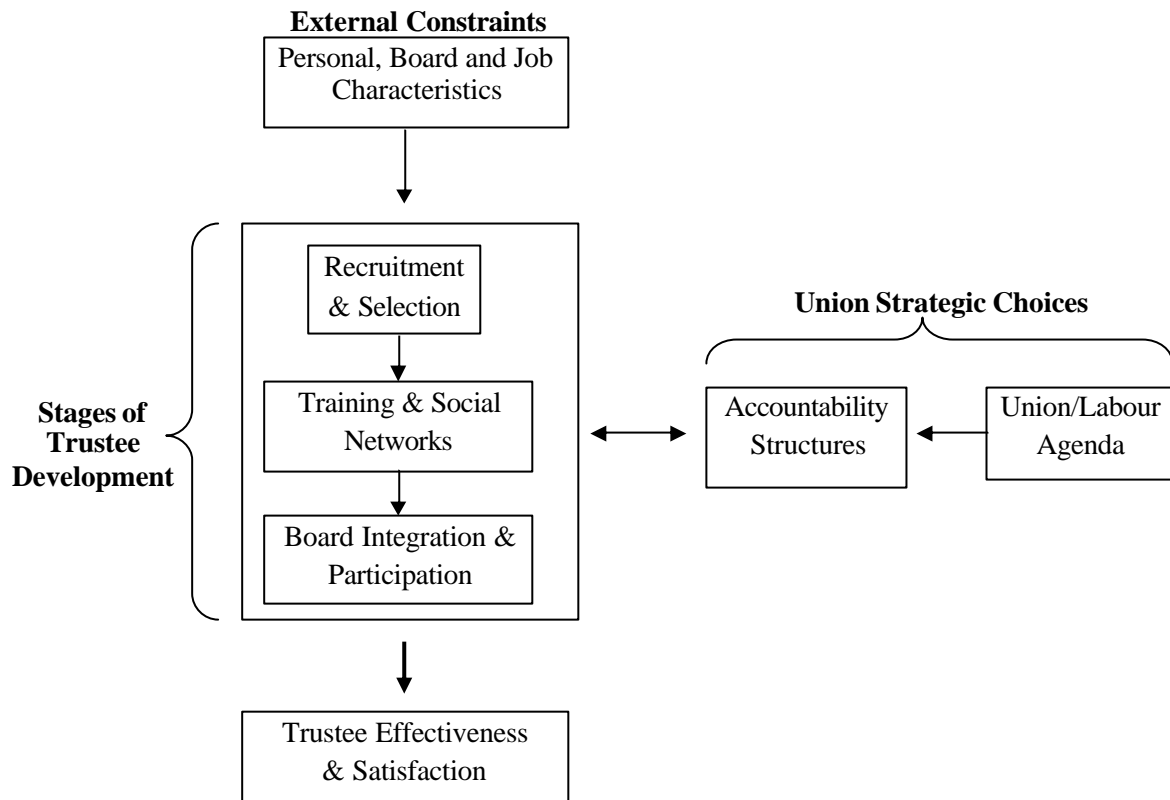 External Constraints
Personal, Board and Job
Characteristics
Recruitment
& Selection
Training & Social
Networks
Board Integration &
Participation
Stages of
Trustee
Development
Union Strategic Choices
Accountability
Structures
Union/Labour
Agenda
Trustee Effectiveness
& Satisfaction